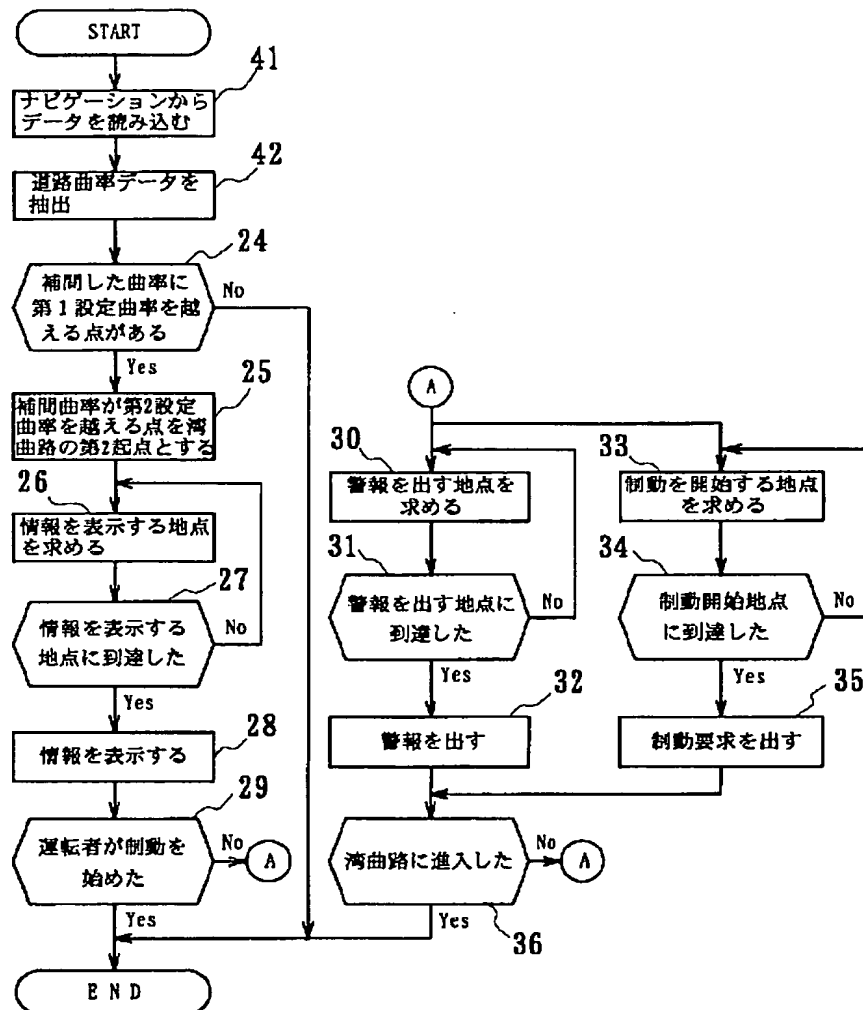 START
41
ナビゲーションから
データを読み込む
42
道路曲率データを
抽出
24
補間した曲率に
第1設定曲率を越
える点がある
No
Yes
25
補間曲率が第2設定
曲率を越える点を湾
曲路の第2起点とする
26
情報を表示する地点
を求める
27
情報を表示する
地点に到達した
No
Yes
28
情報を表示する
29
運転者が制動を
始めた
No
A
Yes
END
A
30
警報を出す地点を
求める
31
警報を出す地点に
到達した
No
Yes
32
警報を出す
33
制動を開始する地点
を求める
34
制動開始地点
に到達した
No
Yes
35
制動要求を出す
湾曲路に進入した
No
A
Yes
36